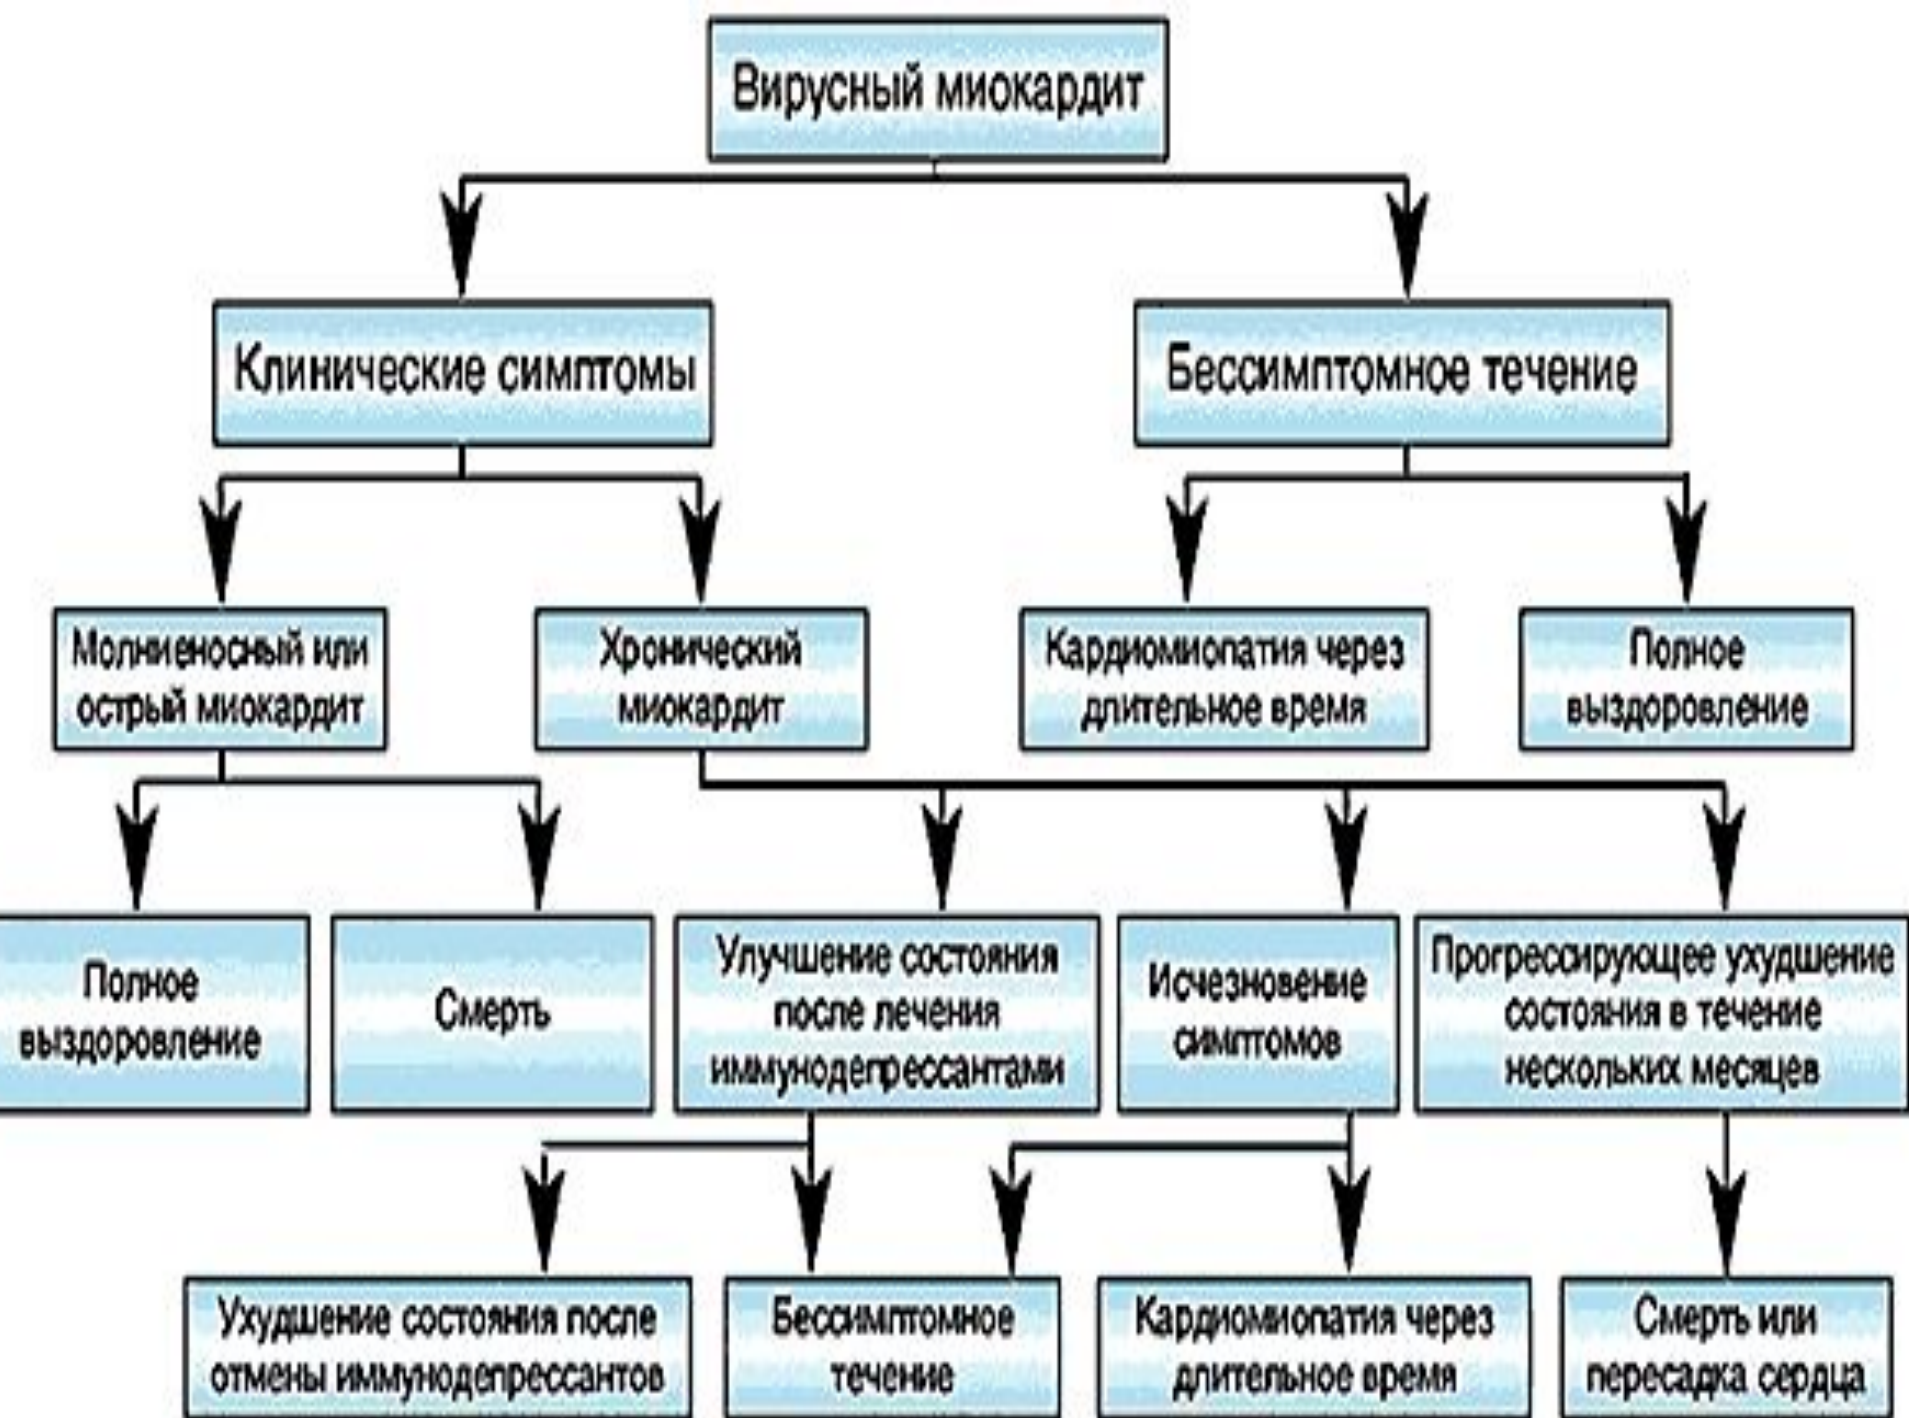 Вирусный миокардит
Клинические симптомы
Бессимптомное течение
Молниеносный или
острый миокардит
Хронический
миокардит
Кардиомиопатия через
длительное время
Полное
выздоровление
Полное
выздоровление
Смерть
Улучшение состояния
после лечения
иммунодепрессантами
Исчезновение
симптомов
Прогрессирующее ухудшение
состояния в течение
нескольких месяцев
Ухудшение состояния после
отмены иммунодепрессантов
Бессимптомное
течение
Кардиомиопатия через
длительное время
Смерть или
пересадка сердца